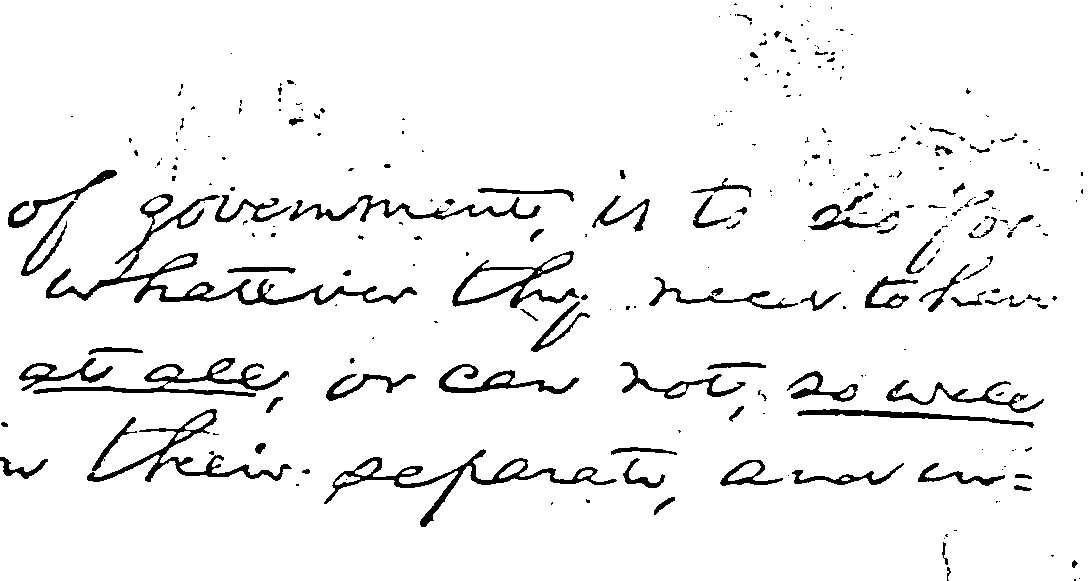 of government, is to do for
whatever they need to have
at all, or can not, so well
in their separate, and in=